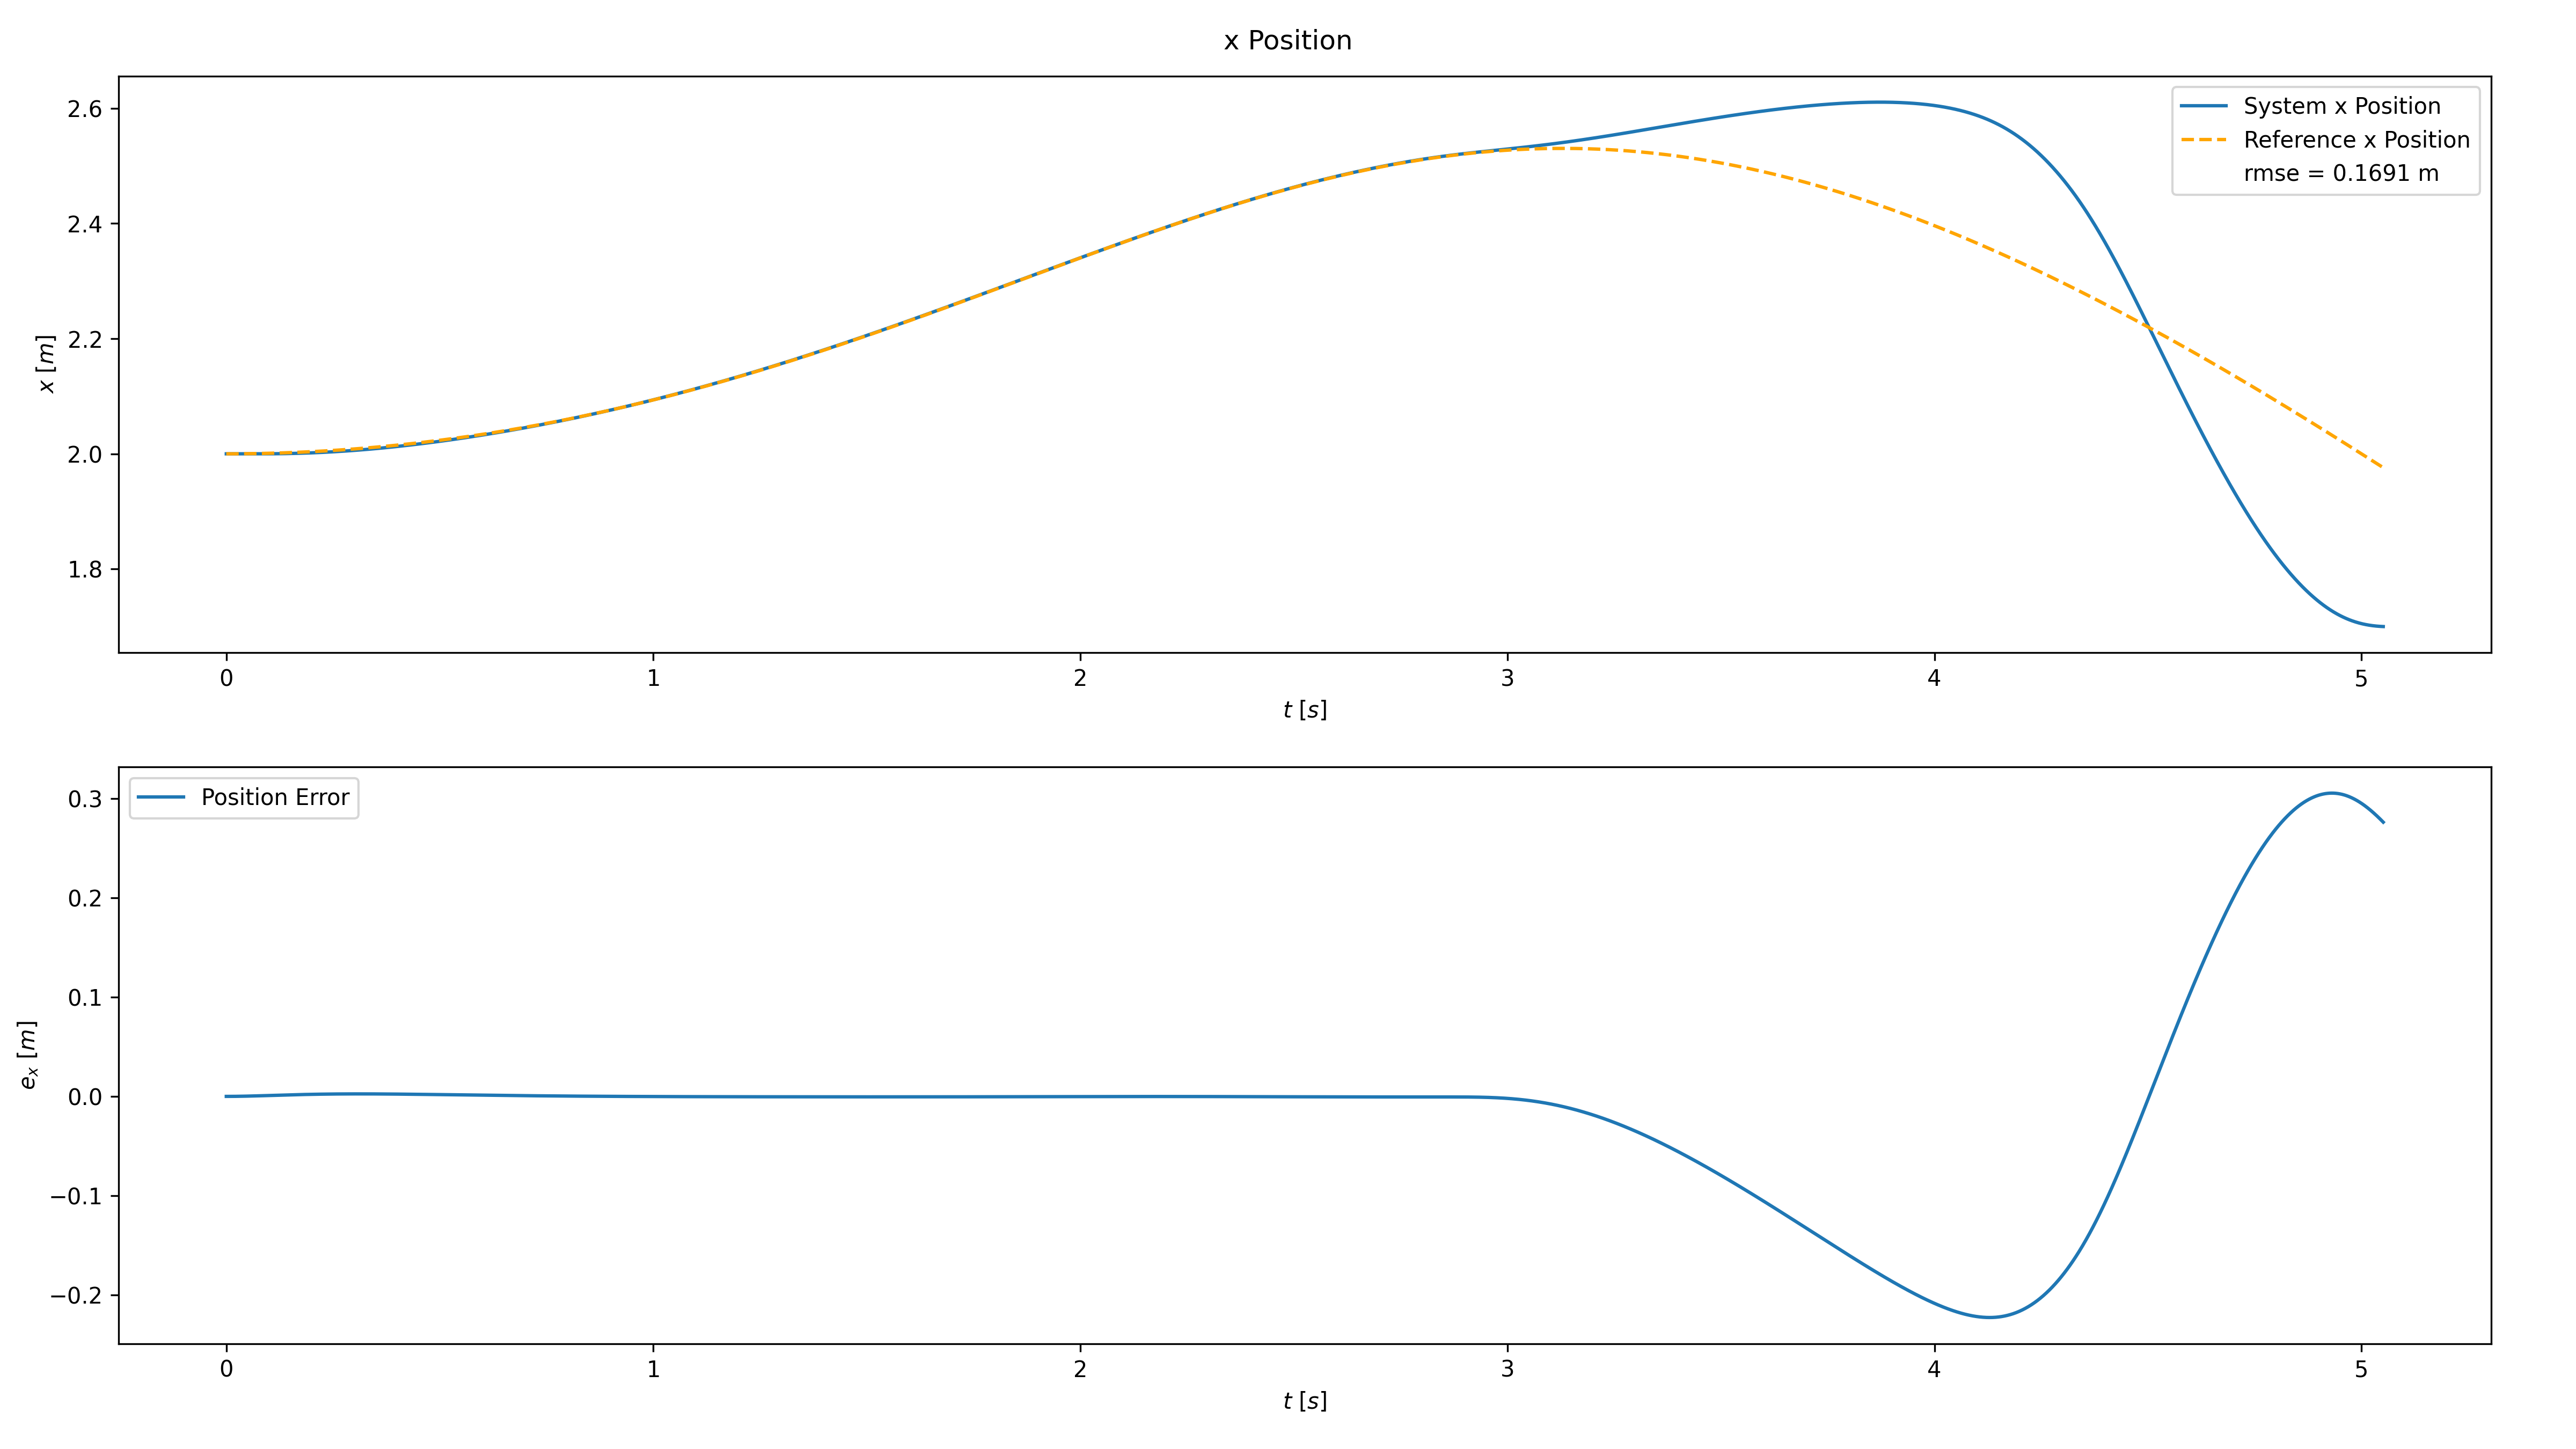 x Position
2.6
2.4
2.2
2.0
1.8
x [m]
System x Position
Reference x Position
rmse = 0.1691 m
0 1 2 3 4 5
t [s]
0.3
0.2
0.1
0.0
−0.1
−0.2
e_x [m]
Position Error
0 1 2 3 4 5
t [s]